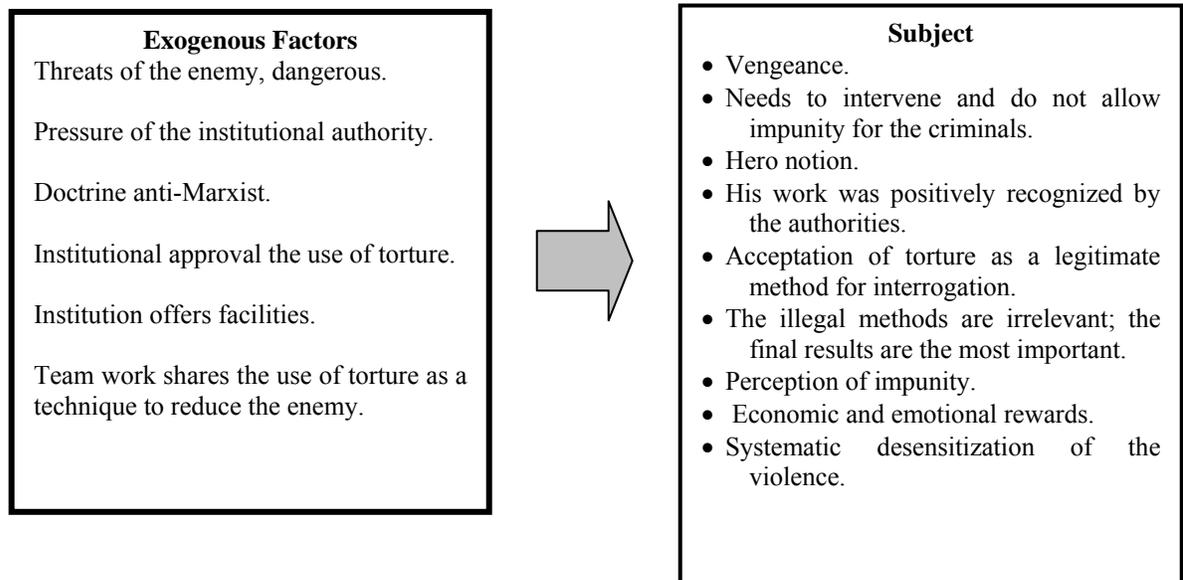 Exogenous Factors
Threats of the enemy, dangerous.
Pressure of the institutional authority.
Doctrine anti-Marxist.
Institutional approval the use of torture.
Institution offers facilities.
Team work shares the use of torture as a
technique to reduce the enemy.
Subject
• Vengeance.
• Needs to intervene and do not allow
impunity for the criminals.
• Hero notion.
• His work was positively recognized by
the authorities.
• Acceptation of torture as a legitimate
method for interrogation.
• The illegal methods are irrelevant; the
final results are the most important.
• Perception of impunity.
• Economic and emotional rewards.
• Systematic desensitization of the
violence.